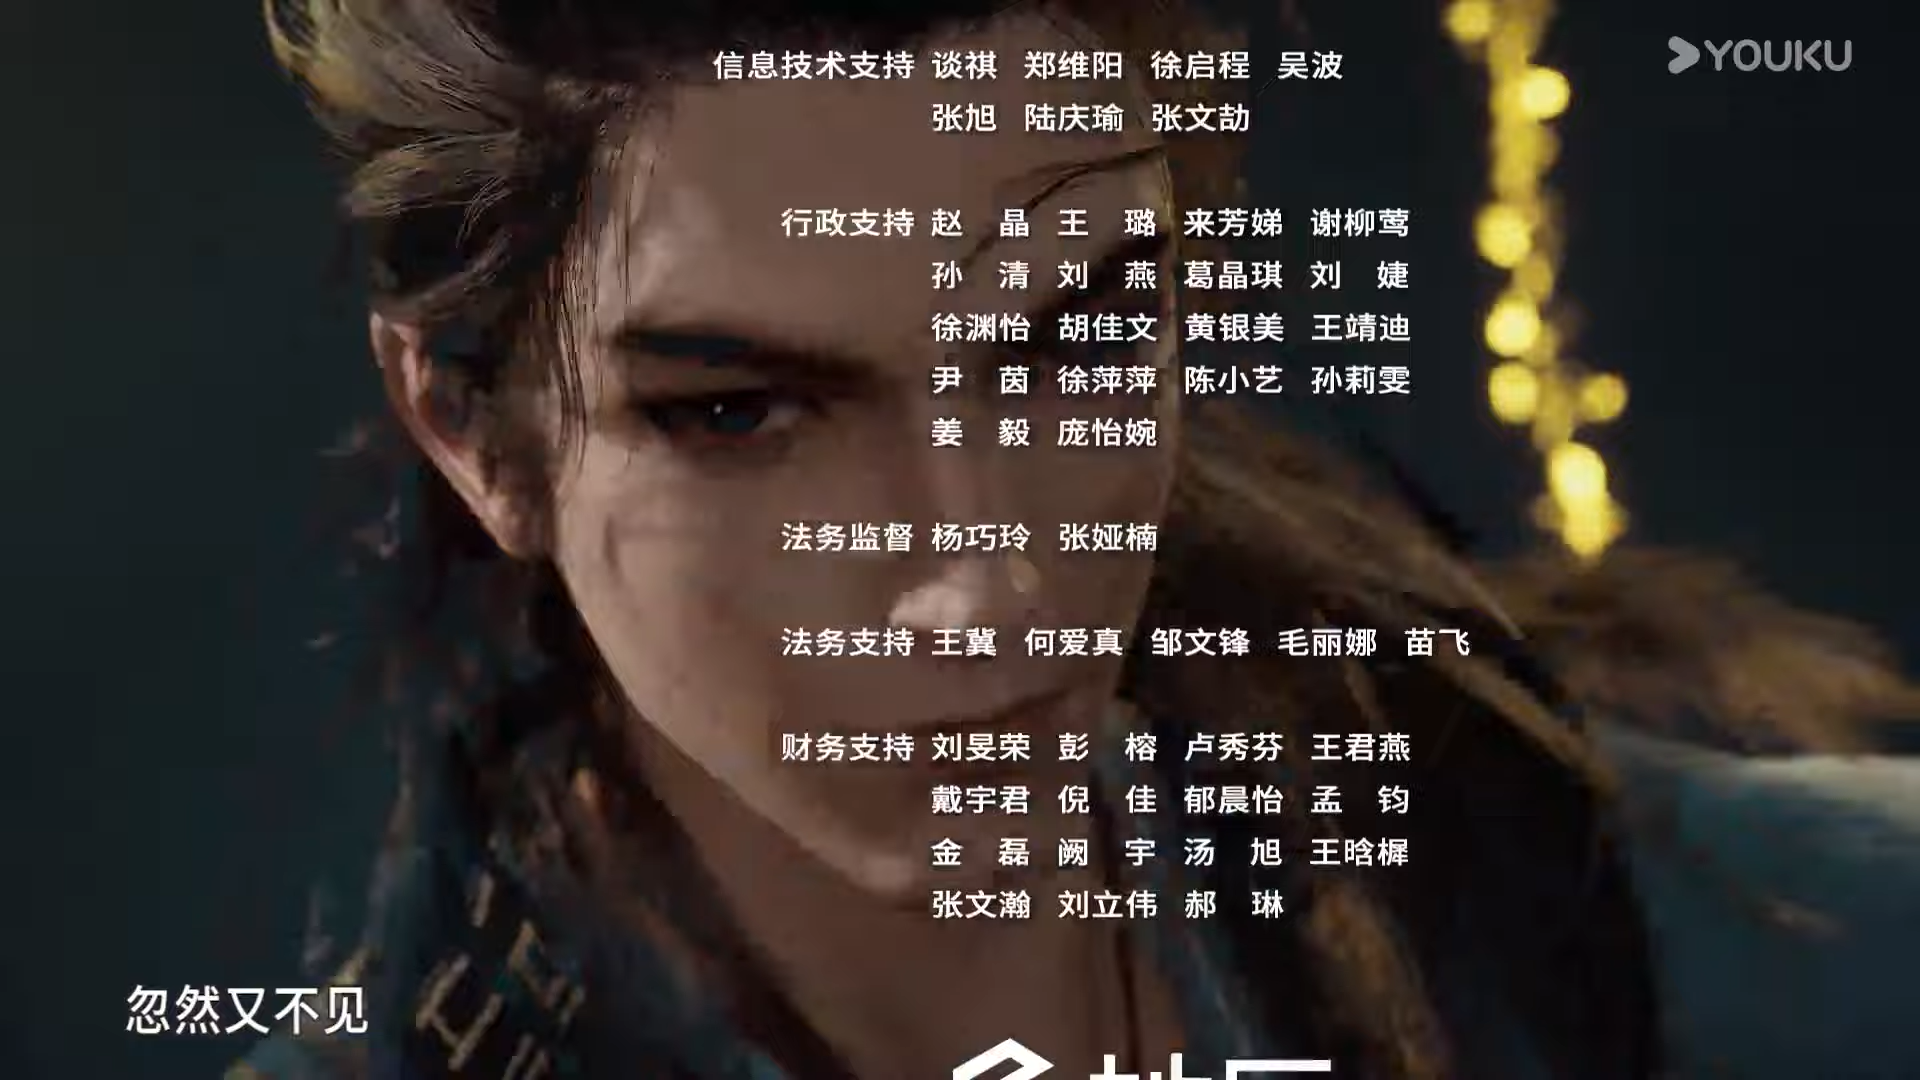 YOUKU
信息技术支持 谈祺 郑维阳 徐启程 吴波
张旭 陆庆瑜 张文劼
行政支持 赵 晶 王 璐 来芳娣 谢柳莺
孙 清 刘 燕 葛晶琪 刘 婕
徐渊怡 胡佳文 黄银美 王靖迪
尹 茵 徐萍萍 陈小艺 孙莉雯
姜 毅 庞怡婉
法务监督 杨巧玲 张娅楠
法务支持 王冀 何爱真 邹文锋 毛丽娜 苗飞
财务支持 刘旻荣 彭 榕 卢秀芬 王君燕
戴宇君 倪 佳 郁晨怡 孟 钧
金 磊 阙 宇 汤 旭 王晗樨
张文瀚 刘立伟 郝 琳
忽然又不见